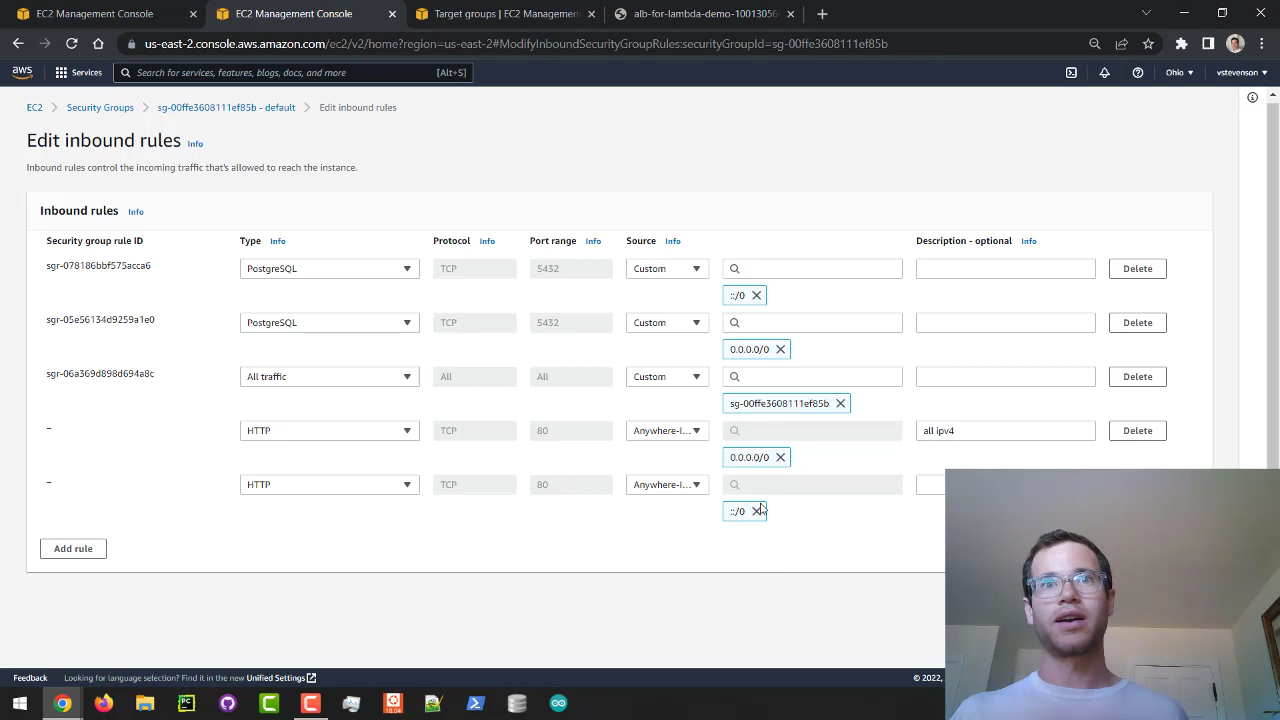 EC2 Management Console
EC2 Management Console
Target groups | EC2 Managemen
alb-for-lambda-demo-10013056
us-east-2.console.aws.amazon.com/ec2/v2/home?region=us-east-2#ModifyInboundSecurityGroupRules:securityGroupId=sg-00ffe3608111ef85b
aws
Services
Search for services, features, blogs, docs, and more
[Alt+S]
Ohio
vstevenson
EC2
Security Groups
sg-00ffe3608111ef85b - default
Edit inbound rules
Edit inbound rules Info
Inbound rules control the incoming traffic that's allowed to reach the instance.
Inbound rules Info
Security group rule ID
Type Info
Protocol Info
Port range Info
Source Info
Description - optional Info
sgr-078186bbf575acca6
PostgreSQL
TCP
5432
Custom
Delete
::/0
sgr-05e56134d9259a1e0
PostgreSQL
TCP
5432
Custom
Delete
0.0.0.0/0
sgr-06a369d898d694a8c
All traffic
All
All
Custom
Delete
sg-00ffe3608111ef85b
–
HTTP
TCP
80
Anywhere-I...
all ipv4
Delete
0.0.0.0/0
–
HTTP
TCP
80
Anywhere-I...
::/0
Add rule
Feedback
Looking for language selection? Find it in the new Unified Settings
© 2022,
PC
18.04